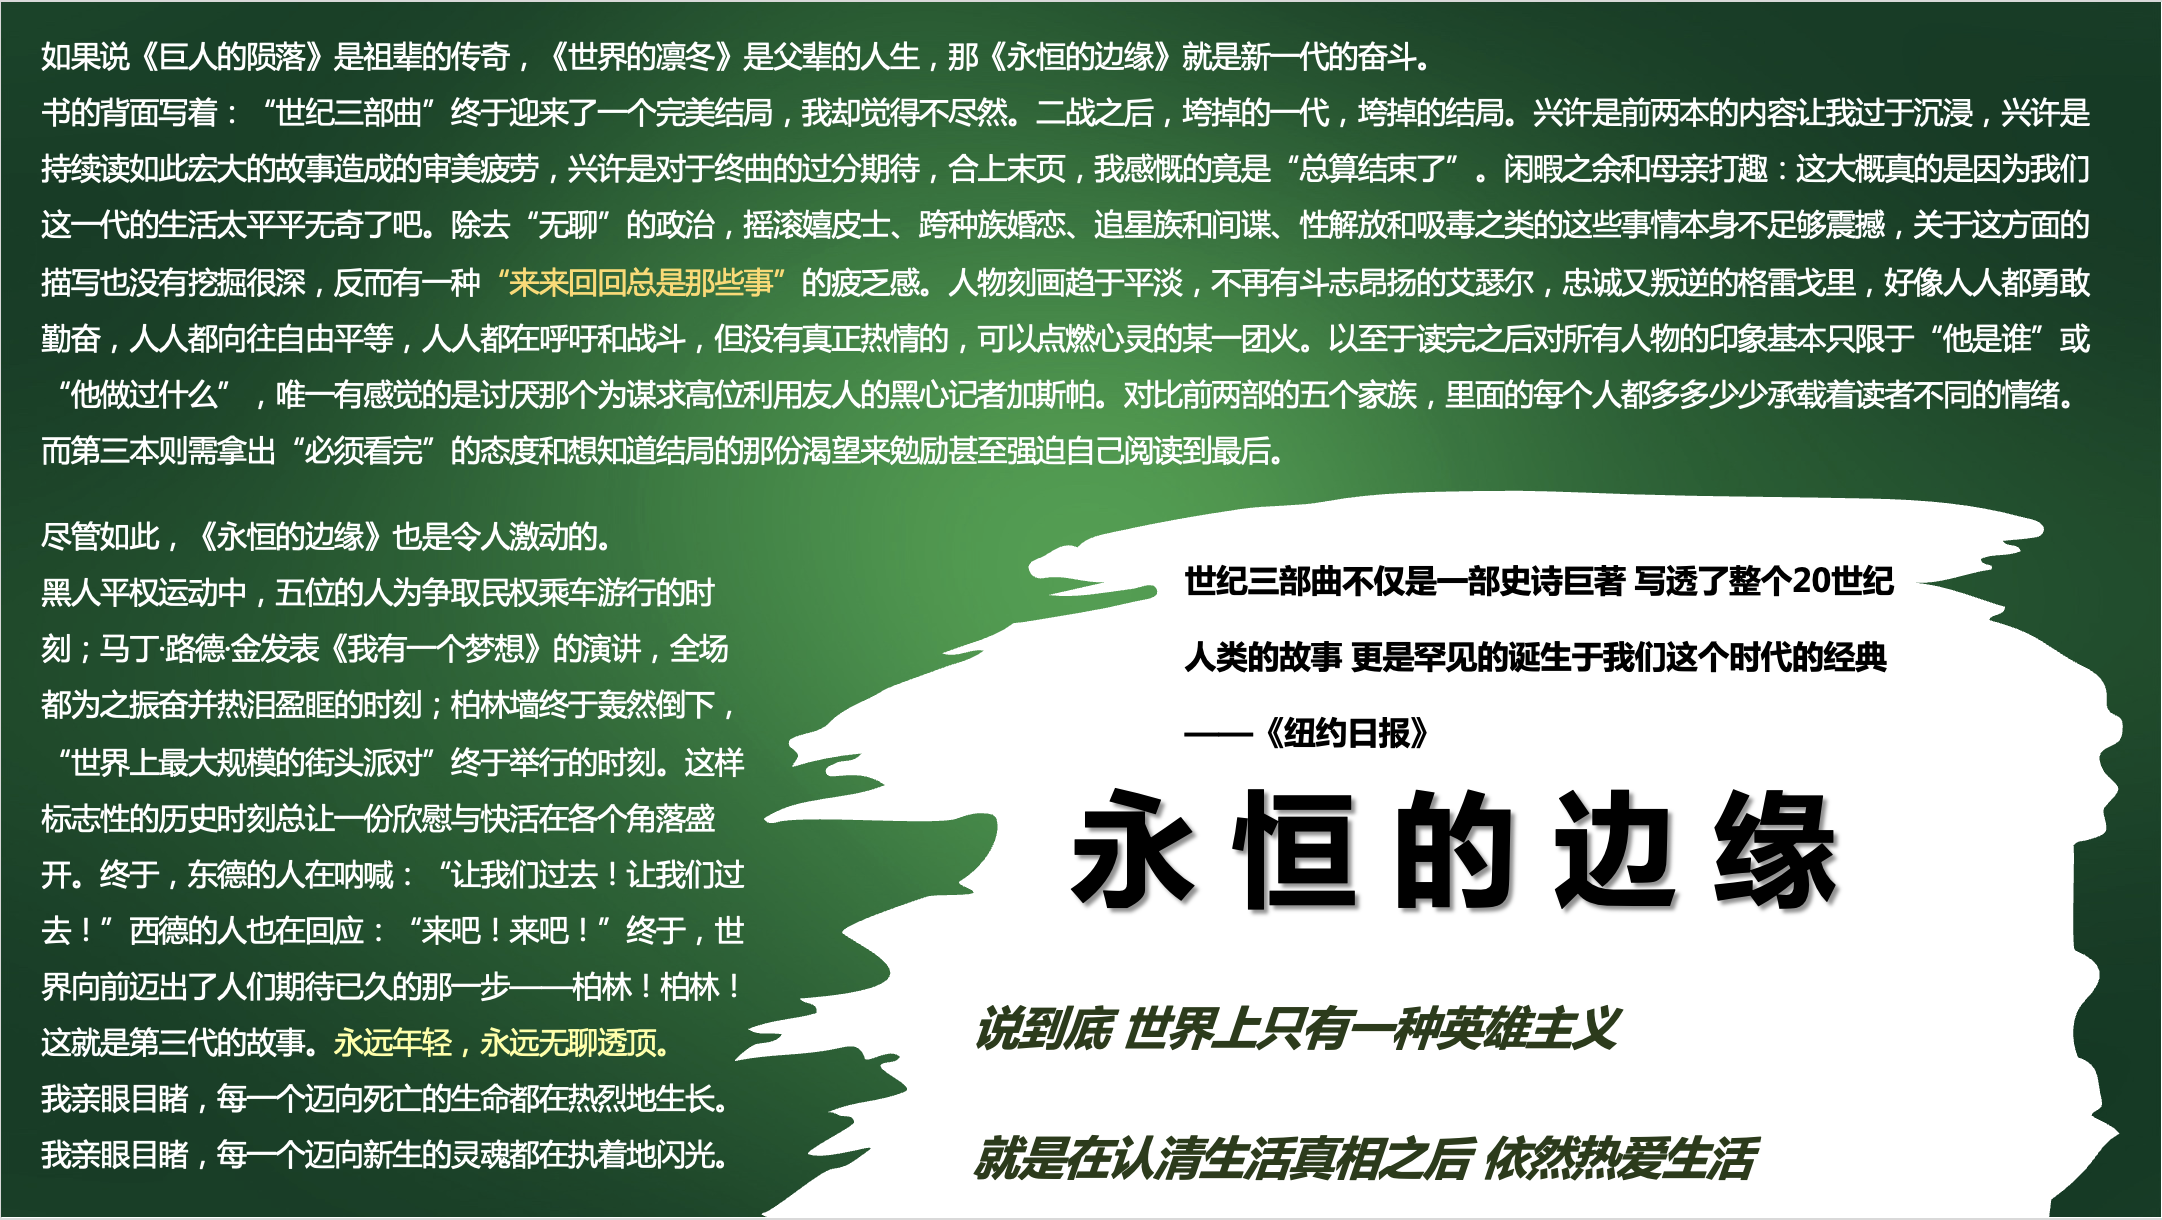 如果说《巨人的陨落》是祖辈的传奇，《世界的凛冬》是父辈的人生，那《永恒的边缘》就是新一代的奋斗。
书的背面写着：“世纪三部曲”终于迎来了一个完美结局，我却觉得不尽然。二战之后，垮掉的一代，垮掉的结局。兴许是前两本的内容让我过于沉浸，兴许是
持续读如此宏大的故事造成的审美疲劳，兴许是对于终曲的过分期待，合上末页，我感慨的竟是“总算结束了”。闲暇之余和母亲打趣：这大概真的是因为我们
这一代的生活太平平无奇了吧。除去“无聊”的政治，摇滚嬉皮士、跨种族婚恋、追星族和间谍、性解放和吸毒之类的这些事情本身不足够震撼，关于这方面的
描写也没有挖掘很深，反而有一种“来来回回总是那些事”的疲乏感。人物刻画趋于平淡，不再有斗志昂扬的艾瑟尔，忠诚又叛逆的格雷戈里，好像人人都勇敢
勤奋，人人都向往自由平等，人人都在呼吁和战斗，但没有真正热情的，可以点燃心灵的某一团火。以至于读完之后对所有人物的印象基本只限于“他是谁”或
“他做过什么”，唯一有感觉的是讨厌那个为谋求高位利用友人的黑心记者加斯帕。对比前两部的五个家族，里面的每个人都多多少少承载着读者不同的情绪。
而第三本则需拿出“必须看完”的态度和想知道结局的那份渴望来勉励甚至强迫自己阅读到最后。
尽管如此，《永恒的边缘》也是令人激动的。
黑人平权运动中，五位的人为争取民权乘车游行的时
刻；马丁·路德·金发表《我有一个梦想》的演讲，全场
都为之振奋并热泪盈眶的时刻；柏林墙终于轰然倒下，
“世界上最大规模的街头派对”终于举行的时刻。这样
标志性的历史时刻总让一份欣慰与快活在各个角落盛
开。终于，东德的人在呐喊：“让我们过去！让我们过
去！”西德的人也在回应：“来吧！来吧！”终于，世
界向前迈出了人们期待已久的那一步——柏林！柏林！
这就是第三代的故事。永远年轻，永远无聊透顶。
我亲眼目睹，每一个迈向死亡的生命都在热烈地生长。
我亲眼目睹，每一个迈向新生的灵魂都在执着地闪光。
世纪三部曲不仅是一部史诗巨著 写透了整个20世纪
人类的故事 更是罕见的诞生于我们这个时代的经典
——《纽约日报》
永恒的边缘
说到底 世界上只有一种英雄主义
就是在认清生活真相之后 依然热爱生活